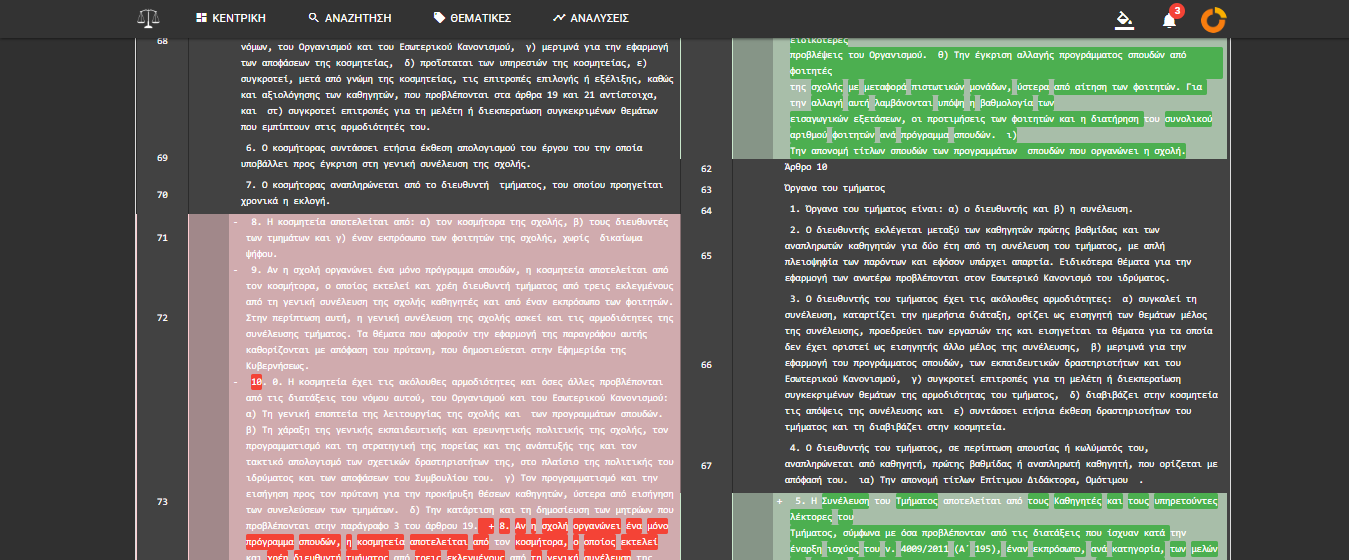 ΚΕΝΤΡΙΚΗ
ΑΝΑΖΗΤΗΣΗ
ΘΕΜΑΤΙΚΕΣ
ΑΝΑΛΥΣΕΙΣ
3
68
νόμων, του Οργανισμού και του Εσωτερικού Κανονισμού,  γ) μεριμνά για την εφαρμογή
των αποφάσεων της κοσμητείας,  δ) προΐσταται των υπηρεσιών της κοσμητείας, ε)
συγκροτεί, μετά από γνώμη της κοσμητείας, τις επιτροπές επιλογής ή εξέλιξης, καθώς
και αξιολόγησης των καθηγητών, που προβλέπονται στα άρθρα 19 και 21 αντίστοιχα,
και  στ) συγκροτεί επιτροπές για τη μελέτη ή διεκπεραίωση συγκεκριμένων θεμάτων
που εμπίπτουν στις αρμοδιότητές του.
69
6. Ο κοσμήτορας συντάσσει ετήσια έκθεση απολογισμού του έργου του την οποία
υποβάλλει προς έγκριση στη γενική συνέλευση της σχολής.
70
7. Ο κοσμήτορας αναπληρώνεται από το διευθυντή  τμήματος, του οποίου προηγείται
χρονικά η εκλογή.
71
- 8. Η κοσμητεία αποτελείται από: α) τον κοσμήτορα της σχολής, β) τους διευθυντές
των τμημάτων και γ) έναν εκπρόσωπο των φοιτητών της σχολής, χωρίς  δικαίωμα
ψήφου.
72
- 9. Αν η σχολή οργανώνει ένα μόνο πρόγραμμα σπουδών, η κοσμητεία αποτελείται από
τον κοσμήτορα, ο οποίος εκτελεί και χρέη διευθυντή τμήματος από τρεις εκλεγμένους
από τη γενική συνέλευση της σχολής καθηγητές και από έναν εκπρόσωπο των φοιτητών.
Στην περίπτωση αυτή, η γενική συνέλευση της σχολής ασκεί και τις αρμοδιότητες της
συνέλευσης τμήματος. Τα θέματα που αφορούν την εφαρμογή της παραγράφου αυτής
καθορίζονται με απόφαση του πρύτανη, που δημοσιεύεται στην Εφημερίδα της
Κυβερνήσεως.
73
- 10. 0. Η κοσμητεία έχει τις ακόλουθες αρμοδιότητες και όσες άλλες προβλέπονται
από τις διατάξεις του νόμου αυτού, του Οργανισμού και του Εσωτερικού Κανονισμού:
α) Τη γενική εποπτεία της λειτουργίας της σχολής και  των προγραμμάτων σπουδών.
β) Τη χάραξη της γενικής εκπαιδευτικής και ερευνητικής πολιτικής της σχολής, τον
προγραμματισμό και τη στρατηγική της πορείας και της ανάπτυξής της και τον
τακτικό απολογισμό των σχετικών δραστηριοτήτων της, στο πλαίσιο της πολιτικής του
ιδρύματος και των αποφάσεων του Συμβουλίου του.  γ) Τον προγραμματισμό και την
εισήγηση προς τον πρύτανη για την προκήρυξη θέσεων καθηγητών, ύστερα από εισήγηση
των συνελεύσεων των τμημάτων.  δ) Την κατάρτιση και τη δημοσίευση των μητρώων που
προβλέπονται στην παράγραφο 3 του άρθρου 19.  + 8. Αν η σχολή οργανώνει ένα μόνο
πρόγραμμα σπουδών, η κοσμητεία αποτελείται από τον κοσμήτορα, ο οποίος εκτελεί
και χρέη διευθυντή τμήματος από τρεις εκλεγμένους από τη γενική συνέλευση της
ειδικότερες
προβλέψεις του Οργανισμού.  θ) Την έγκριση αλλαγής προγράμματος σπουδών από
φοιτητές
της σχολής με μεταφορά πιστωτικών μονάδων, ύστερα από αίτηση των φοιτητών. Για
την αλλαγή αυτή λαμβάνονται υπόψη η βαθμολογία των
εισαγωγικών εξετάσεων, οι προτιμήσεις των φοιτητών και η διατήρηση του συνολικού
αριθμού φοιτητών ανά πρόγραμμα σπουδών.  ι)
Την απονομή τίτλων σπουδών των προγραμμάτων  σπουδών που οργανώνει η σχολή.
62
Άρθρο 10
63
Όργανα του τμήματος
64
1. Όργανα του τμήματος είναι: α) ο διευθυντής και β) η συνέλευση.
65
2. Ο διευθυντής εκλέγεται μεταξύ των καθηγητών πρώτης βαθμίδας και των
αναπληρωτών καθηγητών για δύο έτη από τη συνέλευση του τμήματος, με απλή
πλειοψηφία των παρόντων και εφόσον υπάρχει απαρτία. Ειδικότερα θέματα για την
εφαρμογή των ανωτέρω προβλέπονται στον Εσωτερικό Κανονισμό του ιδρύματος.
66
3. Ο διευθυντής του τμήματος έχει τις ακόλουθες αρμοδιότητες:  α) συγκαλεί τη
συνέλευση, καταρτίζει την ημερήσια διάταξη, ορίζει ως εισηγητή των θεμάτων μέλος
της συνέλευσης, προεδρεύει των εργασιών της και εισηγείται τα θέματα για τα οποία
δεν έχει οριστεί ως εισηγητής άλλο μέλος της συνέλευσης,  β) μεριμνά για την
εφαρμογή του προγράμματος σπουδών, των εκπαιδευτικών δραστηριοτήτων και του
Εσωτερικού Κανονισμού,  γ) συγκροτεί επιτροπές για τη μελέτη ή διεκπεραίωση
συγκεκριμένων θεμάτων της αρμοδιότητας του τμήματος,  δ) διαβιβάζει στην κοσμητεία
τις απόψεις της συνέλευσης και  ε) συντάσσει ετήσια έκθεση δραστηριοτήτων του
τμήματος και τη διαβιβάζει στην κοσμητεία.
67
4. Ο διευθυντής του τμήματος, σε περίπτωση απουσίας ή κωλύματός του,
αναπληρώνεται από καθηγητή, πρώτης βαθμίδας ή αναπληρωτή καθηγητή, που ορίζεται με
απόφασή του.  ια) Την απονομή τίτλων Επίτιμου Διδάκτορα, Ομότιμου  .
+ 5. Η Συνέλευση του Τμήματος αποτελείται από τους Καθηγητές και τους υπηρετούντες
λέκτορες του
Τμήματος, σύμφωνα με όσα προβλέπονταν από τις διατάξεις που ίσχυαν κατά την
έναρξη ισχύος του ν. 4009/2011 (Α΄ 195), έναν εκπρόσωπο, ανά κατηγορία, των μελών